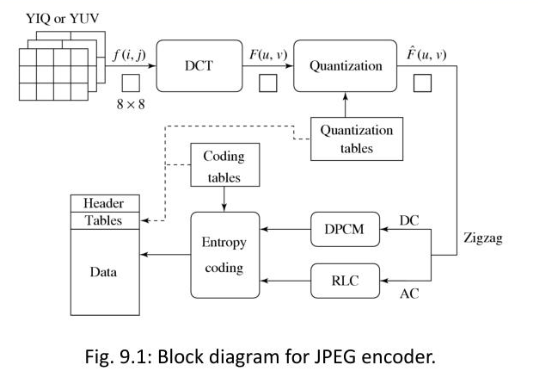 YIQ or YUV
f(i, j)
DCT
F(u, v)
Quantization
F̂(u, v)
8 × 8
Quantization
tables
Coding
tables
Header
Tables
Data
Entropy
coding
DPCM
DC
Zigzag
RLC
AC
Fig. 9.1: Block diagram for JPEG encoder.